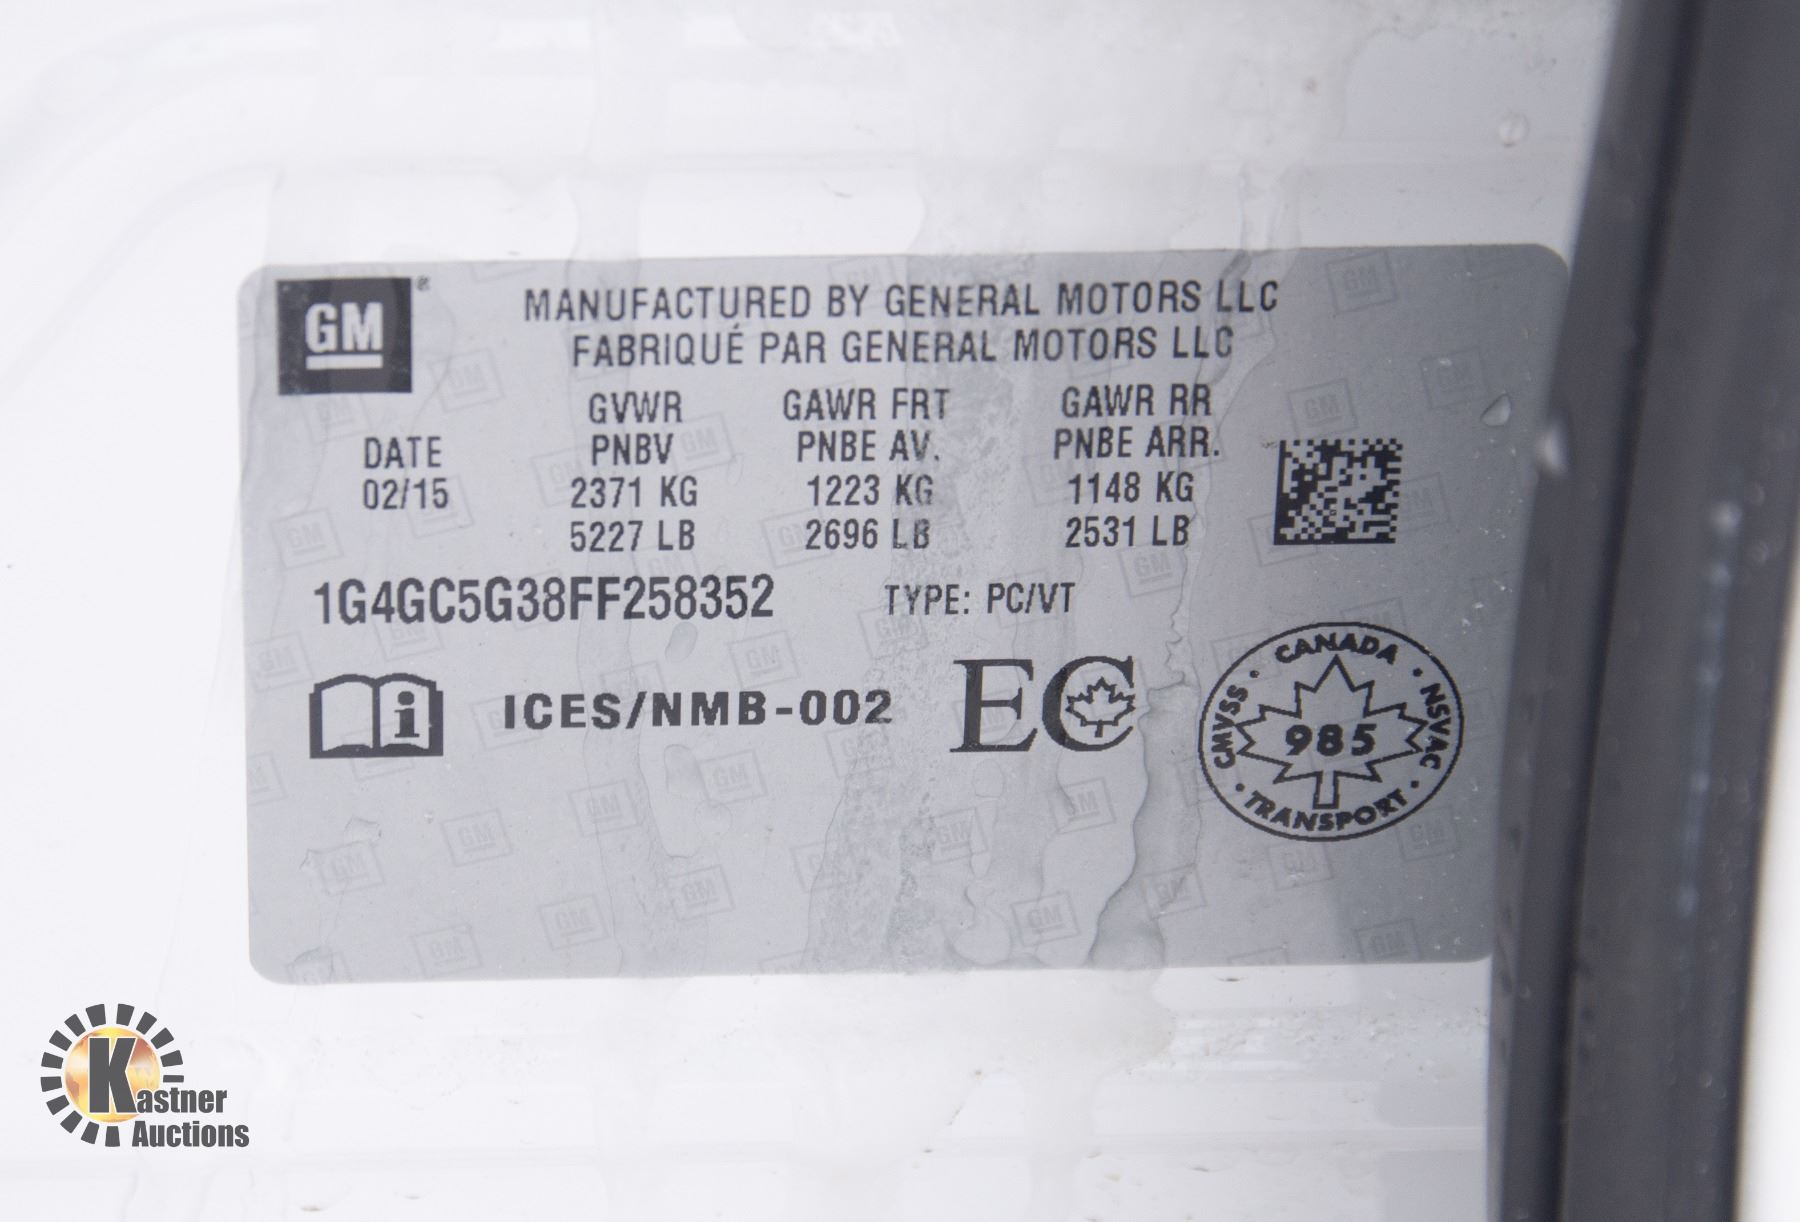 GM®
MANUFACTURED BY GENERAL MOTORS LLC
FABRIQUÉ PAR GENERAL MOTORS LLC
GVWR GAWR FRT GAWR RR
DATE PNBV PNBE AV. PNBE ARR.
02/15 2371 KG 1223 KG 1148 KG
5227 LB 2696 LB 2531 LB
1G4GC5G38FF258352 TYPE: PC/VT
i ICES/NMB-002 EC
CANADA
CMVSS · 985 · NSVAC
TRANSPORT
Kastner
Auctions